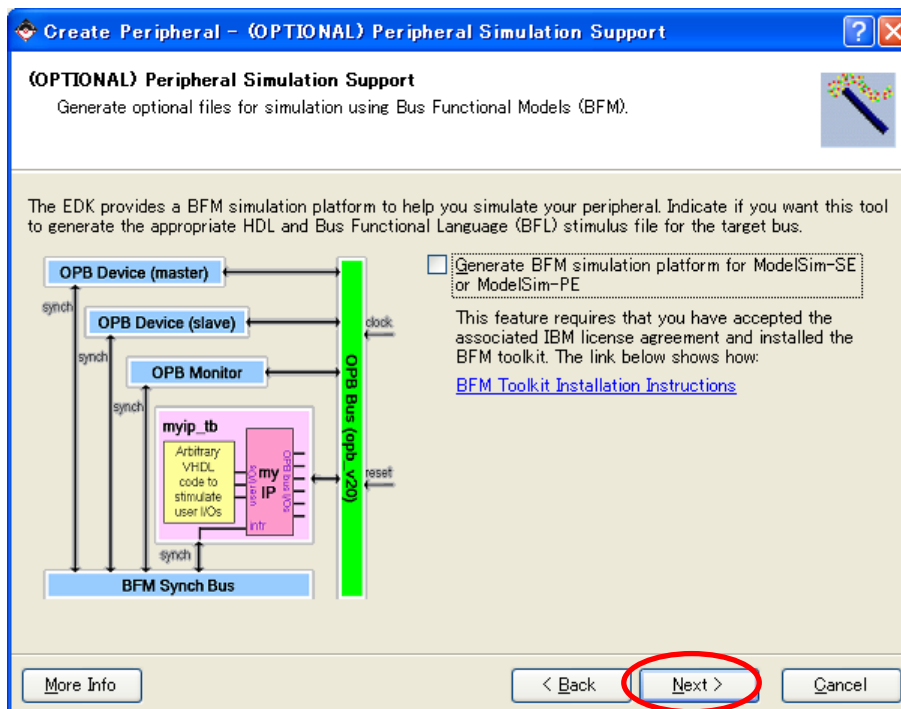 Create Peripheral - (OPTIONAL) Peripheral Simulation Support
(OPTIONAL) Peripheral Simulation Support
Generate optional files for simulation using Bus Functional Models (BFM).
The EDK provides a BFM simulation platform to help you simulate your peripheral. Indicate if you want this tool
to generate the appropriate HDL and Bus Functional Language (BFL) stimulus file for the target bus.
Generate BFM simulation platform for ModelSim-SE
or ModelSim-PE
This feature requires that you have accepted the
associated IBM license agreement and installed the
BFM toolkit. The link below shows how:
BFM Toolkit Installation Instructions
OPB Device (master)
synch
OPB Device (slave)
clock
synch
OPB Monitor
synch
OPB Bus (opb_v20)
myip_tb
Arbitrary
VHDL
code to
stimulate
user I/Os
user I/Os
my
IP
OPB bus I/Os
intr
reset
synch
BFM Synch Bus
More Info
< Back
Next >
Cancel